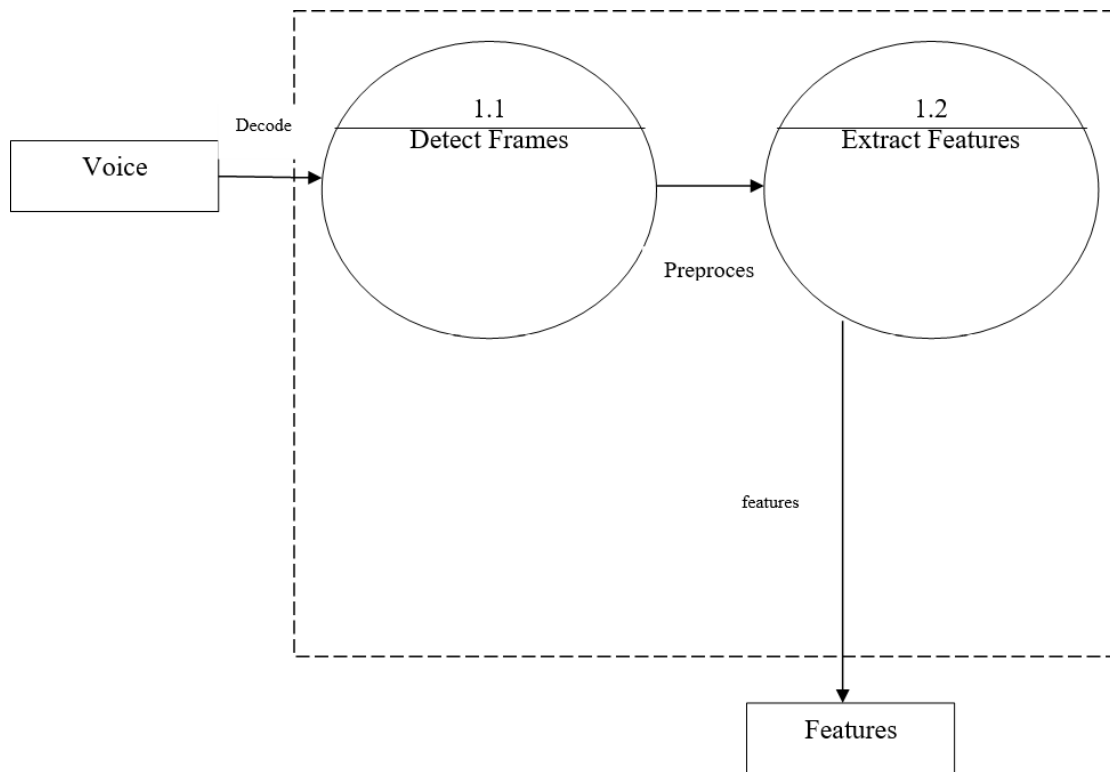 Decode
1.1
Detect Frames
1.2
Extract Features
Voice
Preproces
features
Features